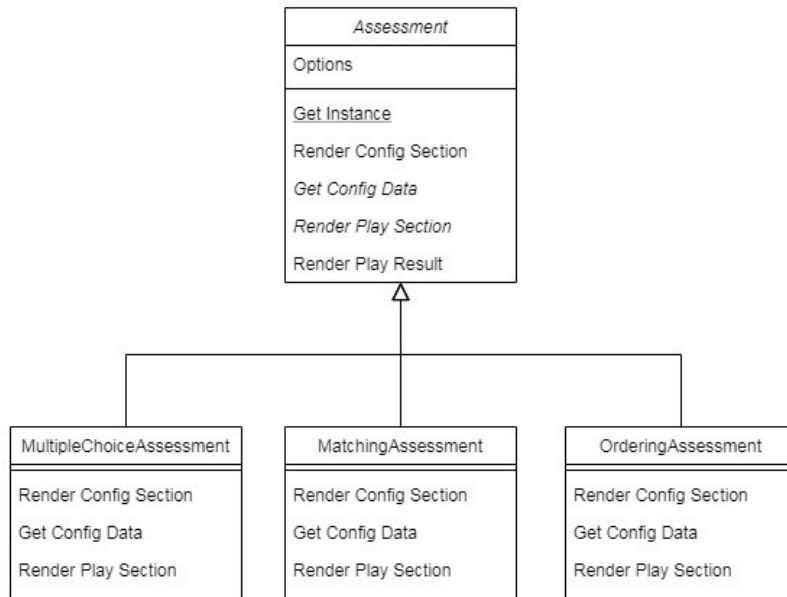 Assessment
Options
Get Instance
Render Config Section
Get Config Data
Render Play Section
Render Play Result
MultipleChoiceAssessment
Render Config Section
Get Config Data
Render Play Section
MatchingAssessment
Render Config Section
Get Config Data
Render Play Section
OrderingAssessment
Render Config Section
Get Config Data
Render Play Section